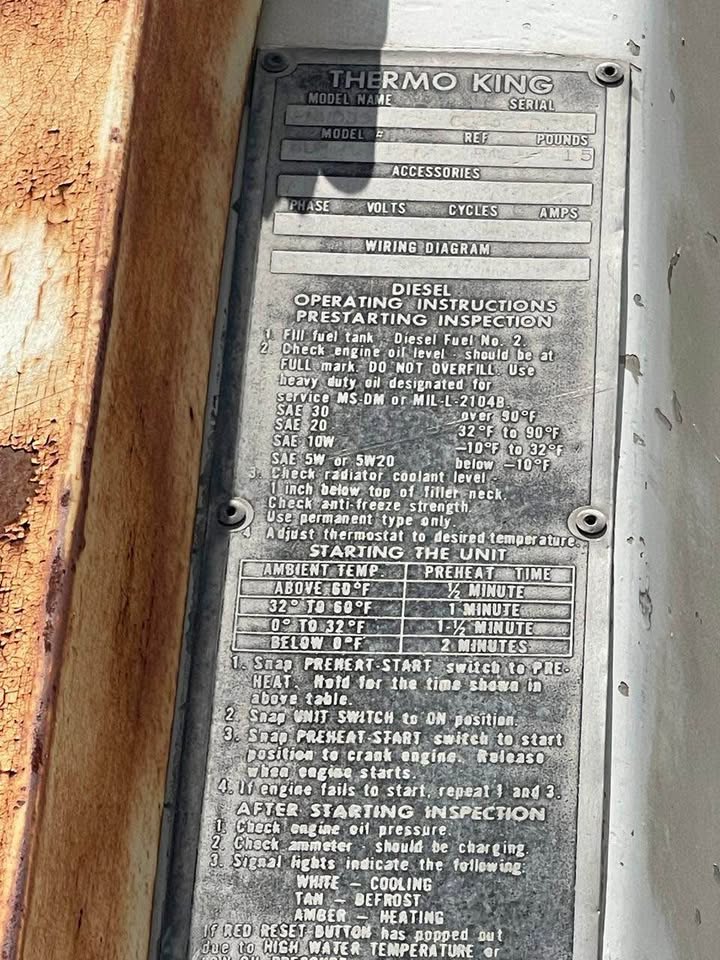 THERMO KING
MODEL NAME SERIAL
MODEL # REF POUNDS
15
ACCESSORIES
PHASE VOLTS CYCLES AMPS
WIRING DIAGRAM
DIESEL
OPERATING INSTRUCTIONS
PRESTARTING INSPECTION
1. Fill fuel tank Diesel Fuel No. 2.
2. Check engine oil level - should be at
FULL mark. DO NOT OVERFILL. Use
heavy duty oil designated for
service MS-DM or MIL-L-2104B.
SAE 30 over 90°F
SAE 20 32°F to 90°F
SAE 10W —10°F to 32°F
SAE 5W or 5W20 below —10°F
3. Check radiator coolant level -
1 inch below top of filler neck.
Check anti-freeze strength.
Use permanent type only.
4 Adjust thermostat to desired temperature.
STARTING THE UNIT
AMBIENT TEMP. PREHEAT TIME
ABOVE 60°F ½ MINUTE
32° TO 60°F 1 MINUTE
0° TO 32°F 1-½ MINUTE
BELOW 0°F 2 MINUTES
1. Snap PREHEAT-START switch to PRE-
HEAT. Hold for the time shown in
above table.
2. Snap UNIT SWITCH to ON position.
3. Snap PREHEAT-START switch to start
position to crank engine. Release
when engine starts.
4. If engine fails to start, repeat 1 and 3.
AFTER STARTING INSPECTION
1. Check engine oil pressure.
2 Check ammeter - should be charging.
3. Signal lights indicate the following:
WHITE — COOLING
TAN — DEFROST
AMBER — HEATING
If RED RESET BUTTON has popped out
due to HIGH WATER TEMPERATURE or